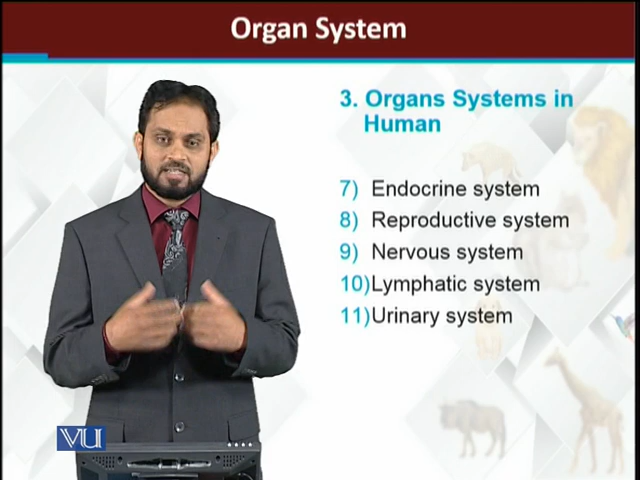 Organ System
3. Organs Systems in
Human
7) Endocrine system
8) Reproductive system
9) Nervous system
10)Lymphatic system
11)Urinary system
VU